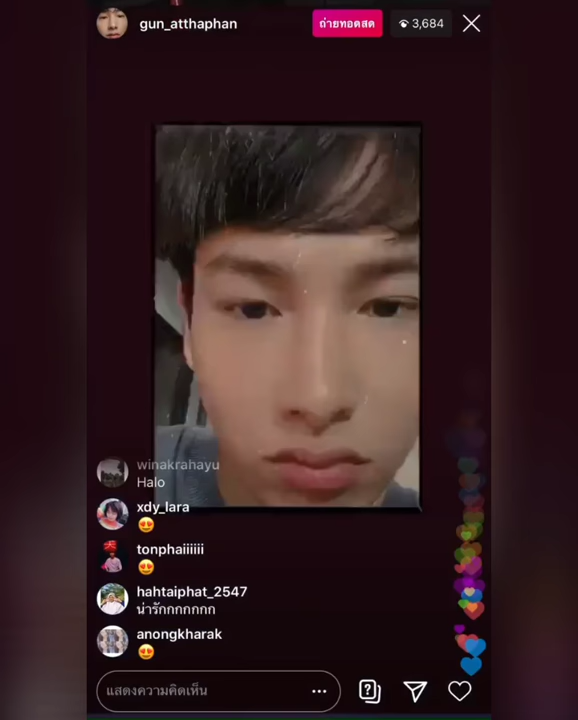 gun_atthaphan
ถ่ายทอดสด
3,684
winakrahayu
Halo
xdy_lara
😍
tonphaiiiiii
😍
hahtaiphat_2547
น่ารักกกกกกก
anongkharak
😍
แสดงความคิดเห็น